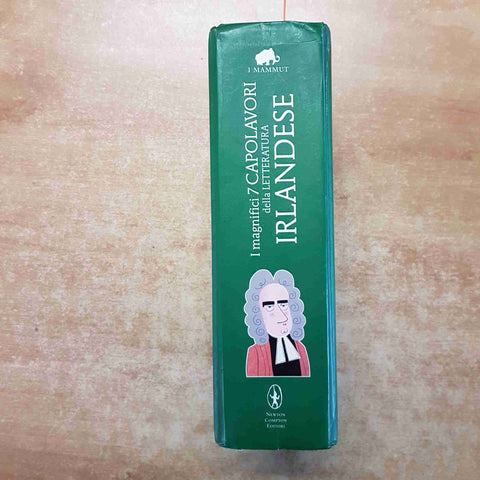 I MAMMUT
I magnifici 7 CAPOLAVORI
della LETTERATURA
IRLANDESE
NEWTON
COMPTON
EDITORI